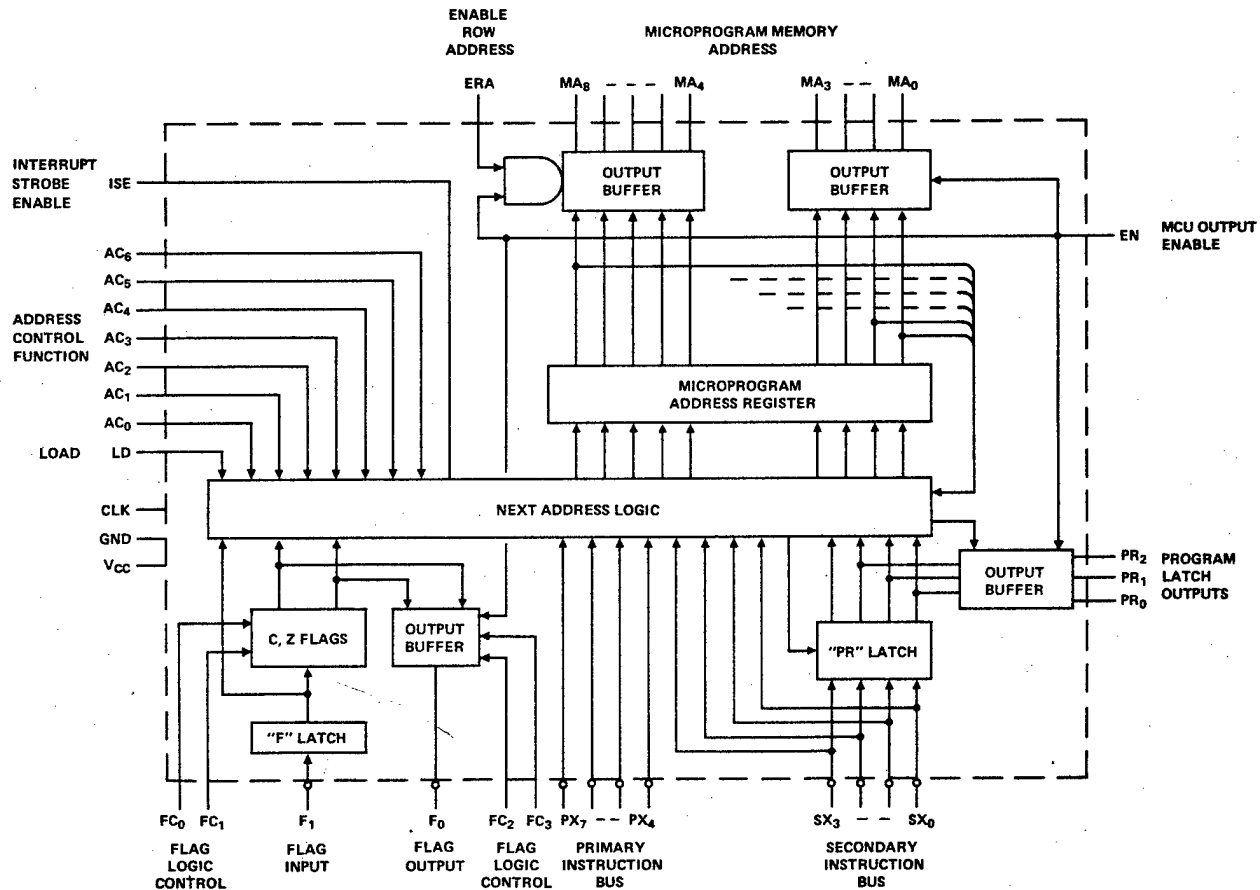 ENABLE
ROW
ADDRESS
MICROPROGRAM MEMORY
ADDRESS
ERA
MA8
MA4
MA3
MA0
INTERRUPT
STROBE
ENABLE
ISE
OUTPUT
BUFFER
OUTPUT
BUFFER
EN
MCU OUTPUT
ENABLE
ADDRESS
CONTROL
FUNCTION
AC6
AC5
AC4
AC3
AC2
AC1
AC0
LOAD
LD
MICROPROGRAM
ADDRESS REGISTER
CLK
GND
VCC
NEXT ADDRESS LOGIC
C, Z FLAGS
OUTPUT
BUFFER
"F" LATCH
"PR" LATCH
OUTPUT
BUFFER
PR2
PR1
PR0
PROGRAM
LATCH
OUTPUTS
FC0
FC1
F1
F0
FC2
FC3
PX7
PX4
SX3
SX0
FLAG
LOGIC
CONTROL
FLAG
INPUT
FLAG
OUTPUT
FLAG
LOGIC
CONTROL
PRIMARY
INSTRUCTION
BUS
SECONDARY
INSTRUCTION
BUS